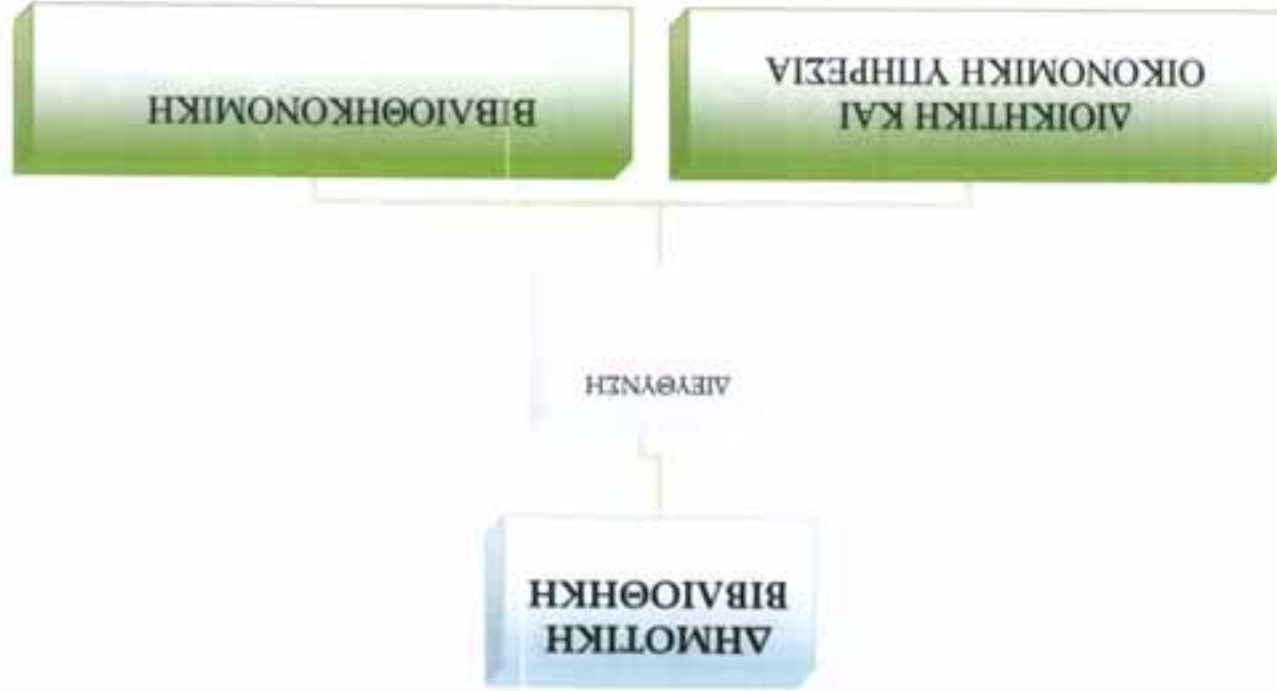 ΔΗΜΟΤΙΚΗ
ΒΙΒΛΙΟΘΗΚΗ
ΔΙΕΥΘΥΝΣΗ
ΔΙΟΙΚΗΤΙΚΗ ΚΑΙ
ΟΙΚΟΝΟΜΙΚΗ ΥΠΗΡΕΣΙΑ
ΒΙΒΛΙΟΘΗΚΟΝΟΜΙΚΗ